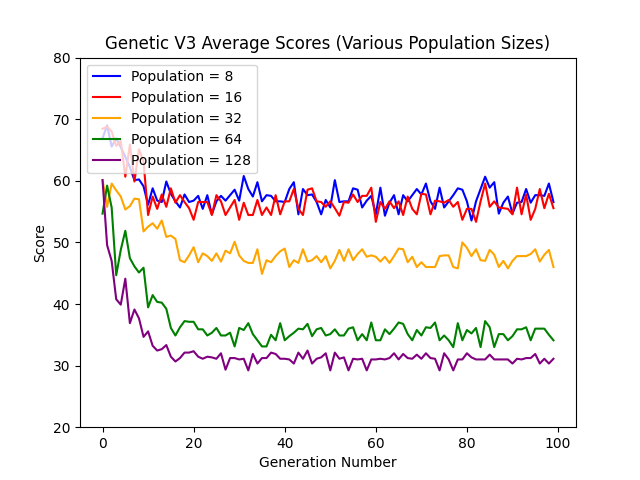 Genetic V3 Average Scores (Various Population Sizes)
80
70
60
50
40
30
20
Score
Population = 8
Population = 16
Population = 32
Population = 64
Population = 128
0
20
40
60
80
100
Generation Number